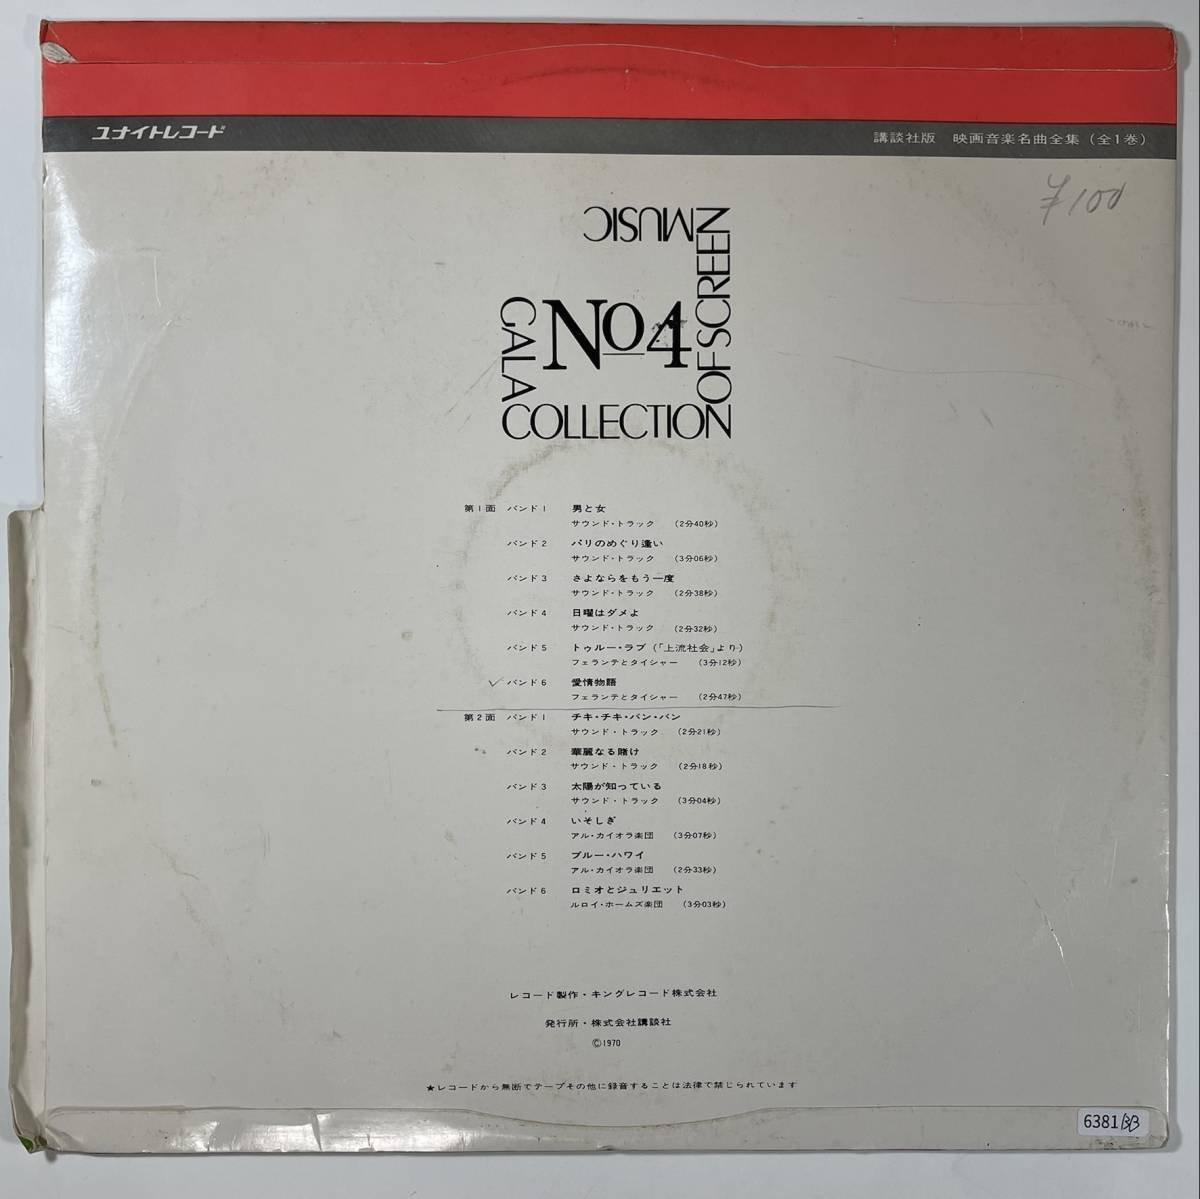 ユナイトレコード
講談社版 映画音楽名曲全集（全1巻）
¥100
GALA COLLECTION OF SCREEN MUSIC
No4
第1面 バンド1 男と女
サウンド・トラック （2分40秒）
バンド2 パリのめぐり逢い
サウンド・トラック （3分06秒）
バンド3 さよならをもう一度
サウンド・トラック （2分38秒）
バンド4 日曜はダメよ
サウンド・トラック （2分32秒）
バンド5 トゥルー・ラブ（「上流社会」より）
フェランテとタイシャー （3分12秒）
バンド6 愛情物語
フェランテとタイシャー （2分47秒）
第2面 バンド1 チキ・チキ・バン・バン
サウンド・トラック （2分21秒）
バンド2 華麗なる賭け
サウンド・トラック （2分18秒）
バンド3 太陽が知っている
サウンド・トラック （3分04秒）
バンド4 いそしぎ
アル・カイオラ楽団 （3分07秒）
バンド5 ブルー・ハワイ
アル・カイオラ楽団 （2分33秒）
バンド6 ロミオとジュリエット
ルロイ・ホームズ楽団 （3分03秒）
レコード製作・キングレコード株式会社
発行所・株式会社講談社
©1970
★レコードから無断でテープその他に録音することは法律で禁じられています
6381